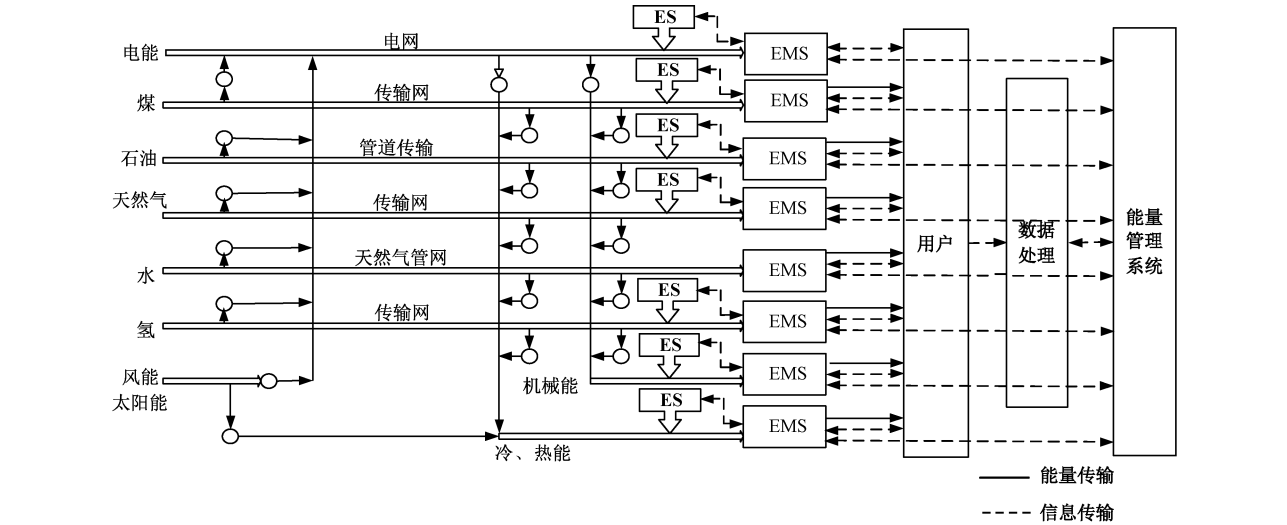 ES
电网
电能
EMS
ES
传输网
煤
EMS
ES
管道传输
石油
EMS
ES
天然气
传输网
EMS
用户
数据
处理
能量
管理
系统
天然气管网
水
EMS
ES
传输网
氢
EMS
ES
风能
太阳能
机械能
EMS
ES
EMS
冷、热能
能量传输
信息传输